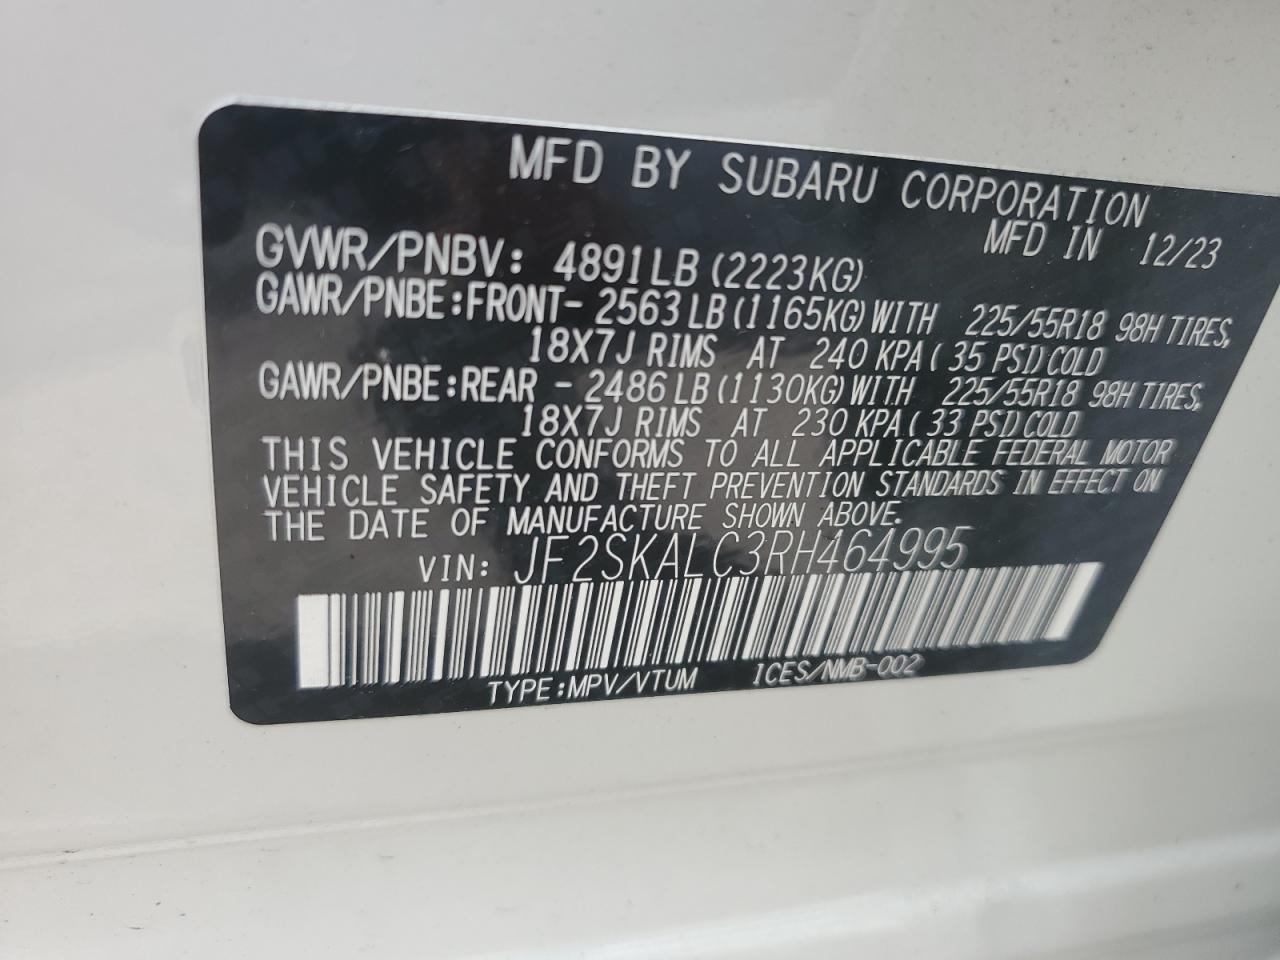 MFD BY SUBARU CORPORATION
MFD IN 12/23
GVWR/PNBV: 4891LB (2223KG)
GAWR/PNBE:FRONT- 2563 LB (1165KG) WITH 225/55R18 98H TIRES,
18X7J RIMS AT 240 KPA ( 35 PSI) COLD
GAWR/PNBE:REAR - 2486 LB (1130KG) WITH 225/55R18 98H TIRES,
18X7J RIMS AT 230 KPA ( 33 PSI) COLD
THIS VEHICLE CONFORMS TO ALL APPLICABLE FEDERAL MOTOR
VEHICLE SAFETY AND THEFT PREVENTION STANDARDS IN EFFECT ON
THE DATE OF MANUFACTURE SHOWN ABOVE.
VIN: JF2SKALC3RH464995
TYPE:MPV/VTUM ICES/NMB-002